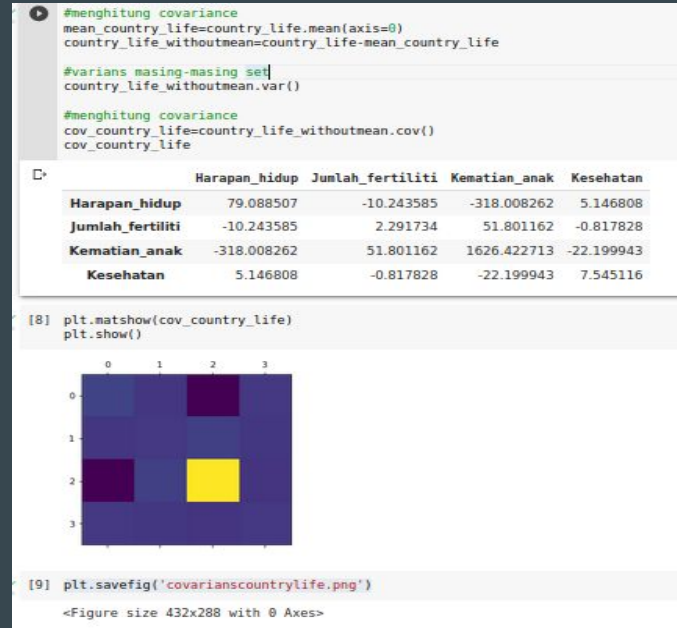 #menghitung covariance
mean_country_life=country_life.mean(axis=0)
country_life_withoutmean=country_life-mean_country_life
#varians masing-masing set
country_life_withoutmean.var()
#menghitung covariance
cov_country_life=country_life_withoutmean.cov()
cov_country_life
Harapan_hidup Jumlah_fertiliti Kematian_anak Kesehatan
Harapan_hidup 79.088507 -10.243585 -318.008262 5.146808
Jumlah_fertiliti -10.243585 2.291734 51.801162 -0.817828
Kematian_anak -318.008262 51.801162 1626.422713 -22.199943
Kesehatan 5.146808 -0.817828 -22.199943 7.545116
[8] plt.matshow(cov_country_life)
plt.show()
0 1 2 3
0
1
2
3
[9] plt.savefig('covarianscountrylife.png')
<Figure size 432x288 with 0 Axes>